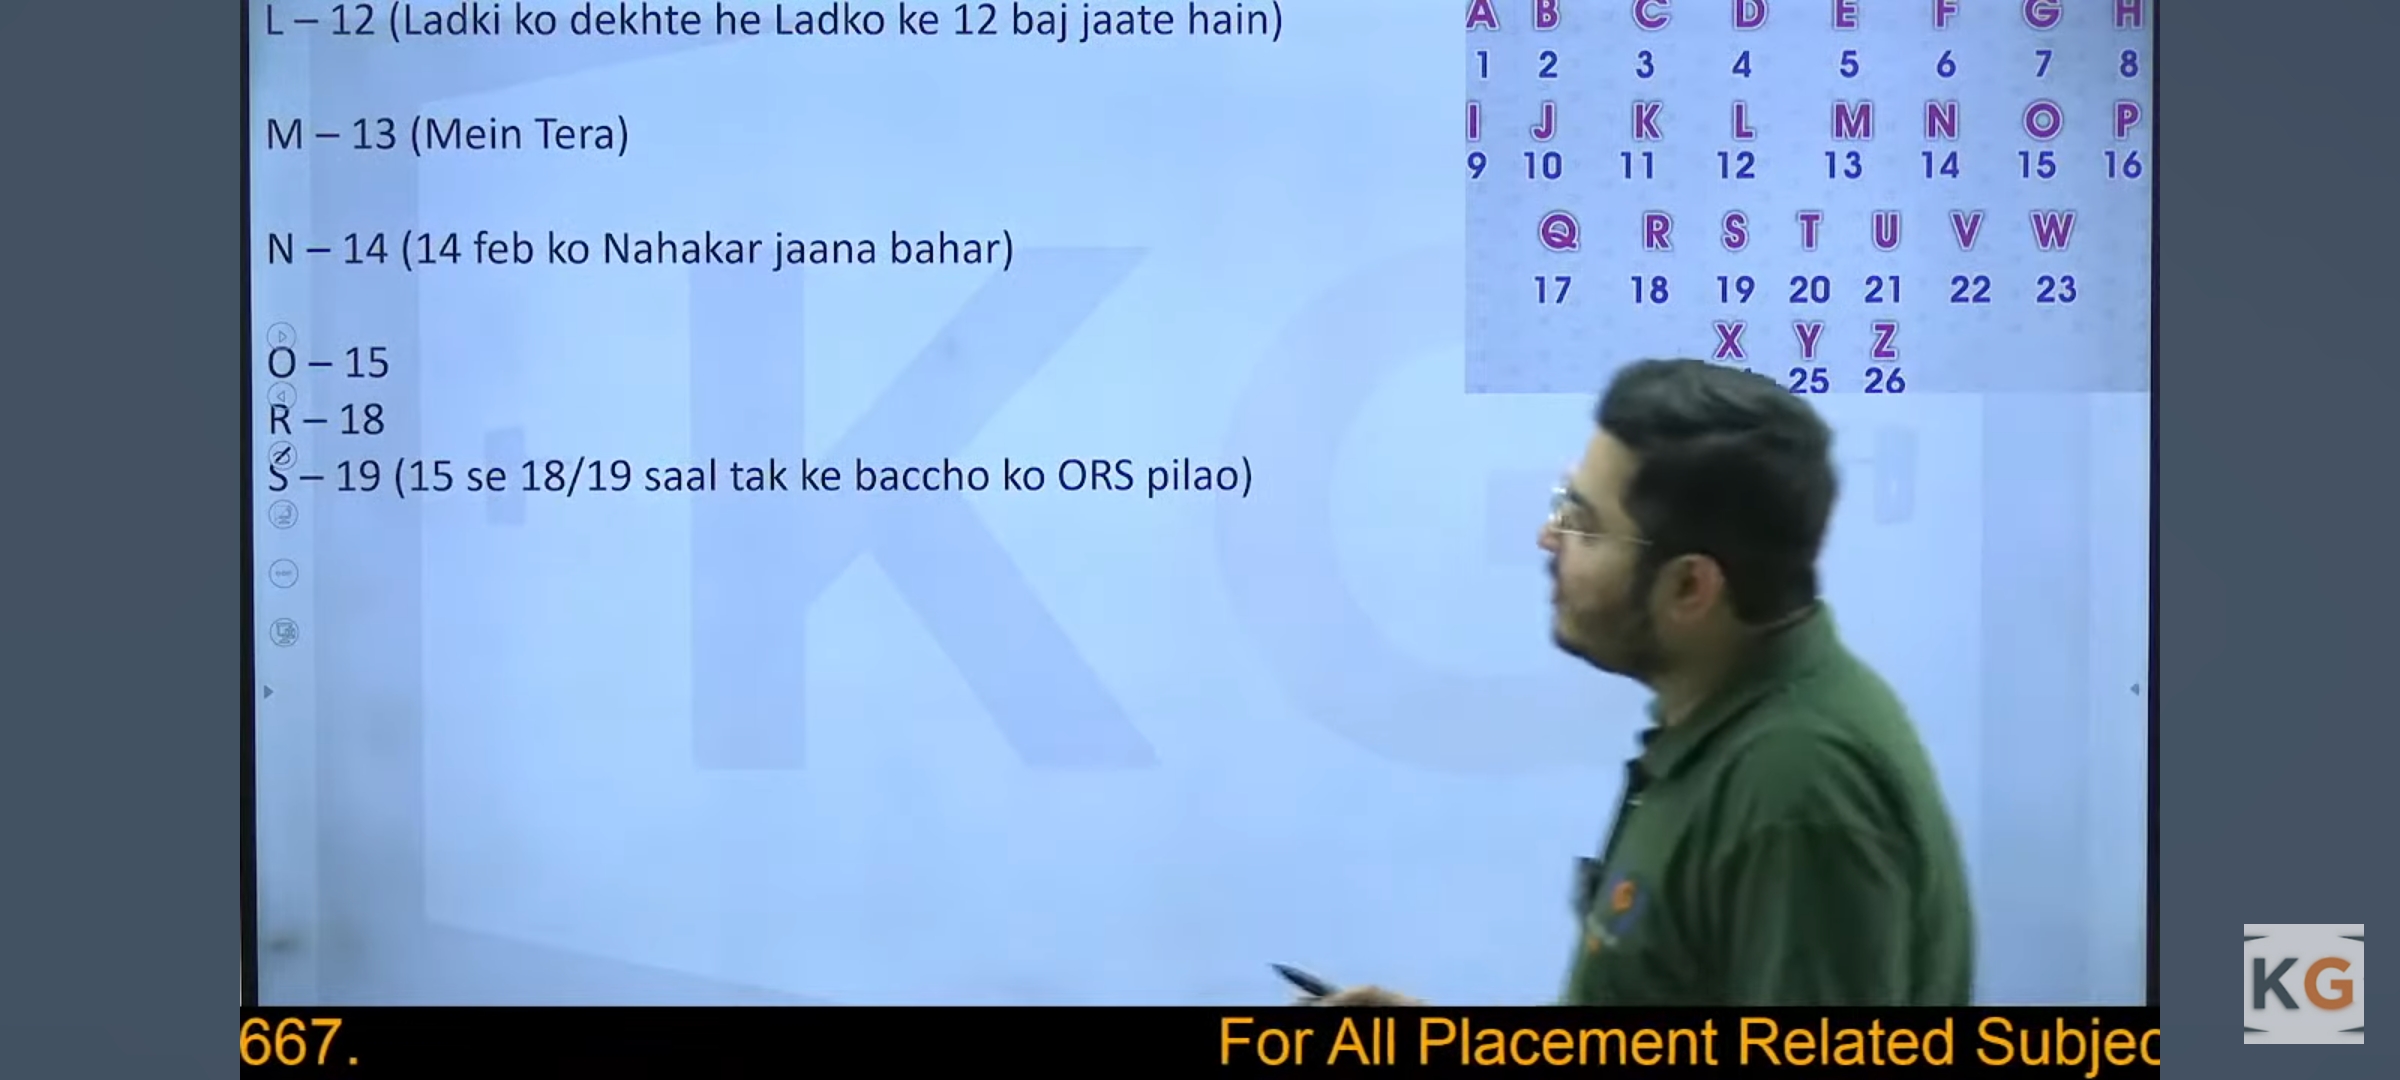 L – 12 (Ladki ko dekhte he Ladko ke 12 baj jaate hain)
M – 13 (Mein Tera)
N – 14 (14 feb ko Nahakar jaana bahar)
O – 15
R – 18
S – 19 (15 se 18/19 saal tak ke baccho ko ORS pilao)
A B C D E F G H
1 2 3 4 5 6 7 8
I J K L M N O P
9 10 11 12 13 14 15 16
Q R S T U V W
17 18 19 20 21 22 23
X Y Z
25 26
KG
667. For All Placement Related Subjec
KG